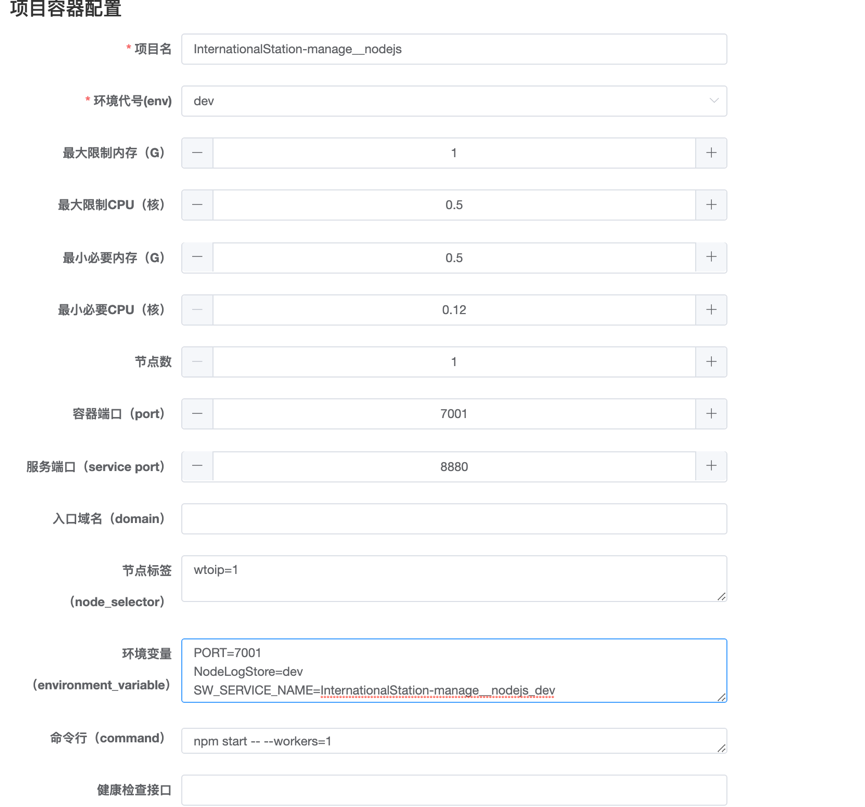 项目容器配置
* 项目名 InternationalStation-manage__nodejs
* 环境代号(env) dev
最大限制内存（G） 1
最大限制CPU（核） 0.5
最小必要内存（G） 0.5
最小必要CPU（核） 0.12
节点数 1
容器端口（port） 7001
服务端口（service port） 8880
入口域名（domain）
节点标签 wtoip=1
（node_selector）
环境变量 PORT=7001
NodeLogStore=dev
（environment_variable） SW_SERVICE_NAME=InternationalStation-manage__nodejs_dev
命令行（command） npm start -- --workers=1
健康检查接口